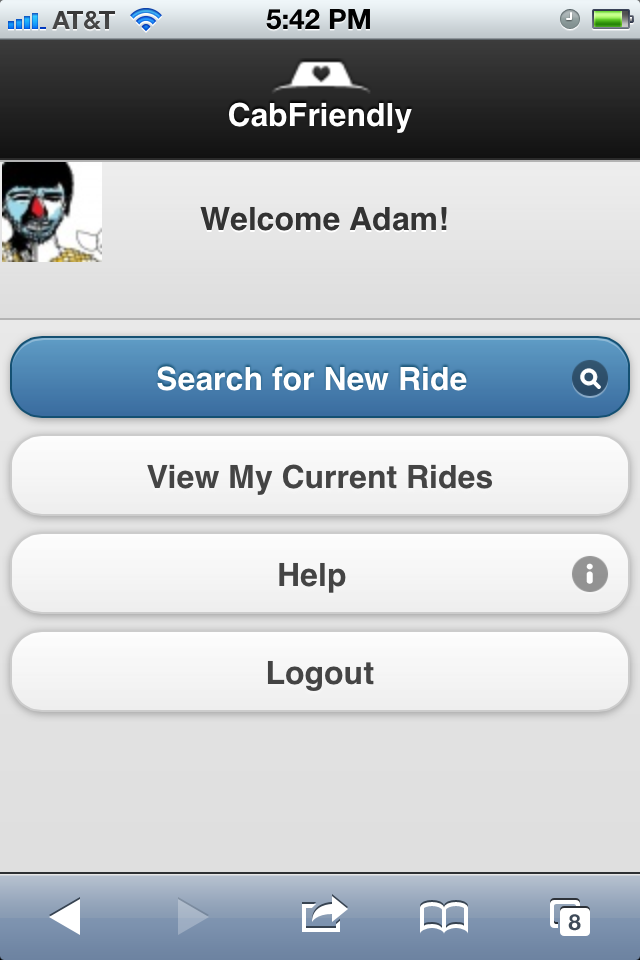 AT&T 5:42 PM
CabFriendly
Welcome Adam!
Search for New Ride
View My Current Rides
Help
Logout
8